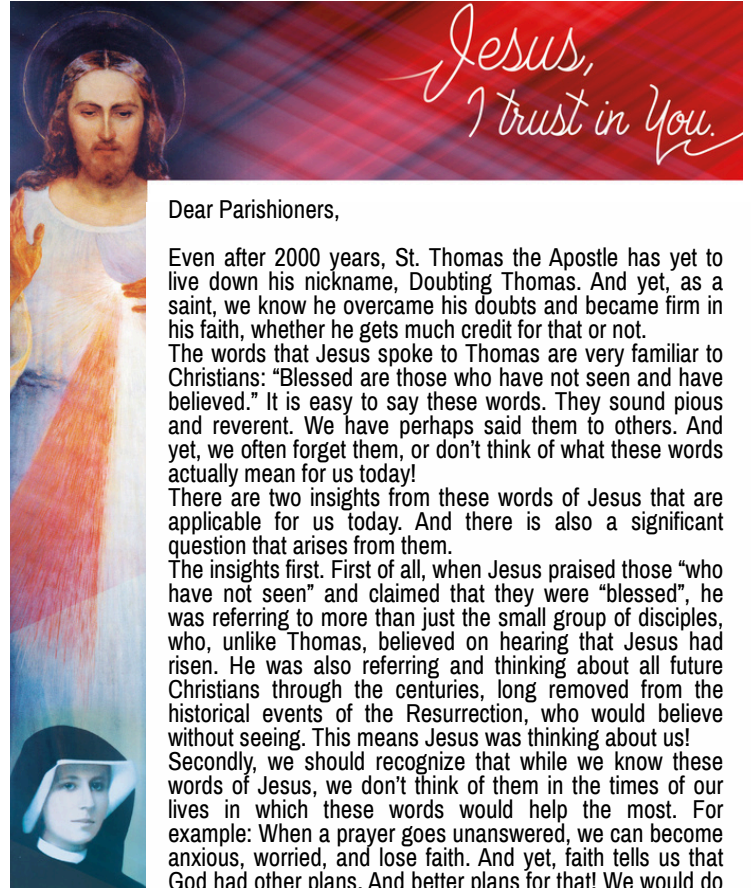 Jesus,
I trust in You.
Dear Parishioners,
Even after 2000 years, St. Thomas the Apostle has yet to
live down his nickname, Doubting Thomas. And yet, as a
saint, we know he overcame his doubts and became firm in
his faith, whether he gets much credit for that or not.
The words that Jesus spoke to Thomas are very familiar to
Christians: “Blessed are those who have not seen and have
believed.” It is easy to say these words. They sound pious
and reverent. We have perhaps said them to others. And
yet, we often forget them, or don’t think of what these words
actually mean for us today!
There are two insights from these words of Jesus that are
applicable for us today. And there is also a significant
question that arises from them.
The insights first. First of all, when Jesus praised those “who
have not seen” and claimed that they were “blessed”, he
was referring to more than just the small group of disciples,
who, unlike Thomas, believed on hearing that Jesus had
risen. He was also referring and thinking about all future
Christians through the centuries, long removed from the
historical events of the Resurrection, who would believe
without seeing. This means Jesus was thinking about us!
Secondly, we should recognize that while we know these
words of Jesus, we don’t think of them in the times of our
lives in which these words would help the most. For
example: When a prayer goes unanswered, we can become
anxious, worried, and lose faith. And yet, faith tells us that
God had other plans. And better plans for that! We would do